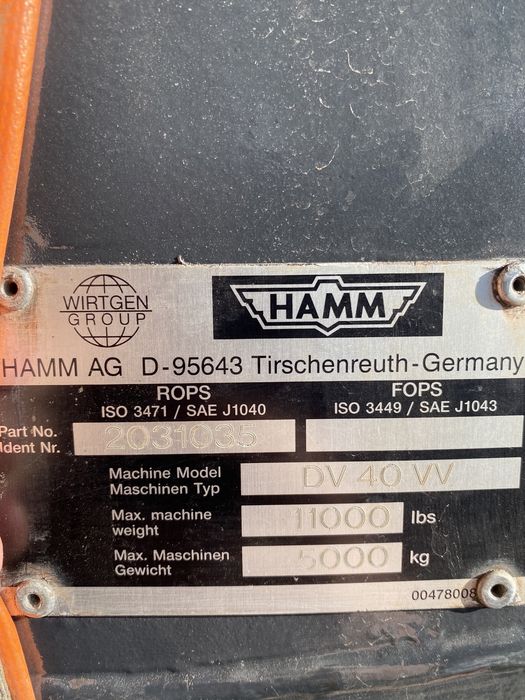 WIRTGEN
GROUP
HAMM
HAMM AG D-95643 Tirschenreuth-Germany
ROPS
ISO 3471 / SAE J1040
FOPS
ISO 3449 / SAE J1043
Part No.
Ident Nr.
2031035
Machine Model
Maschinen Typ
DV 40 VV
Max. machine
weight
11000 lbs
Max. Maschinen
Gewicht
5000 kg